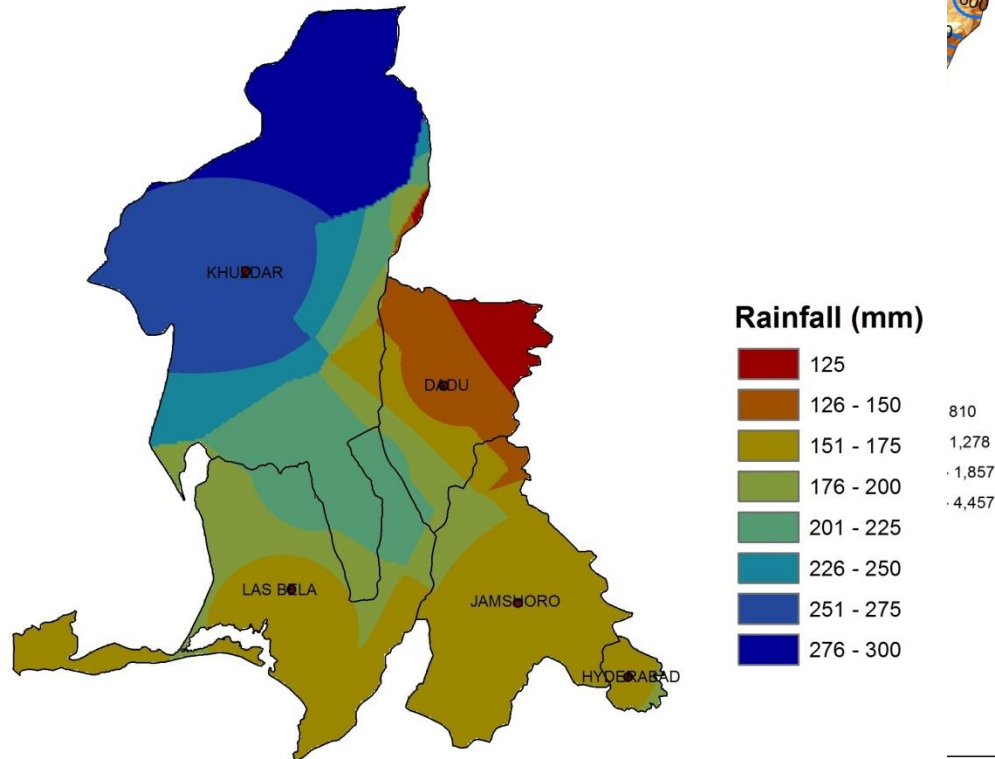 600
KHUZDAR
DADU
LAS BELA
JAMSHORO
HYDERABAD
Rainfall (mm)
125
126 - 150
151 - 175
176 - 200
201 - 225
226 - 250
251 - 275
276 - 300
810
1,278
- 1,857
- 4,457